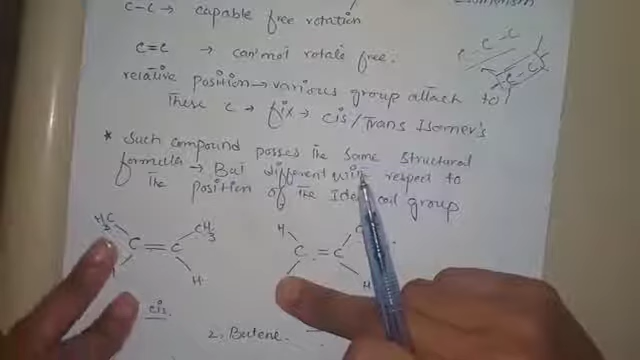 C–C → capable free rotation
C=C → can'not rotate free.
C C C
C C
relative position → various group attach to
These C → fix → cis/Trans Isomer's
* Such compound posses the same structural
formula → But different with respect to
The position of The group
H3C CH3
C = C
H
H
C = C
H
cis
2. Butene.